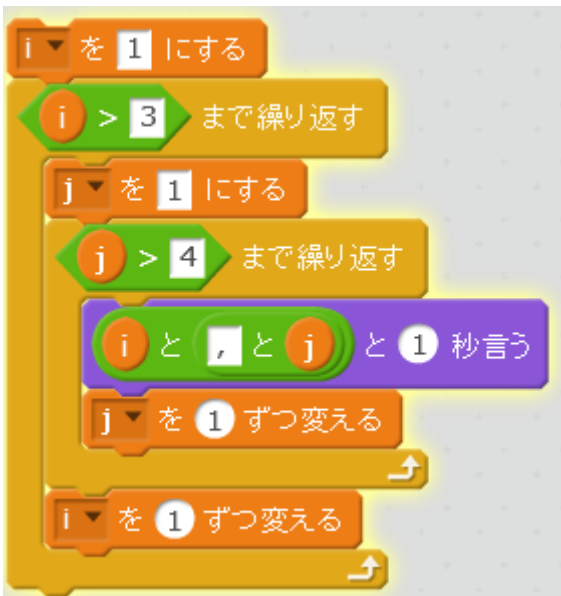 i を 1 にする
i > 3 まで繰り返す
j を 1 にする
j > 4 まで繰り返す
i と , と j と 1 秒言う
j を 1 ずつ変える
i を 1 ずつ変える